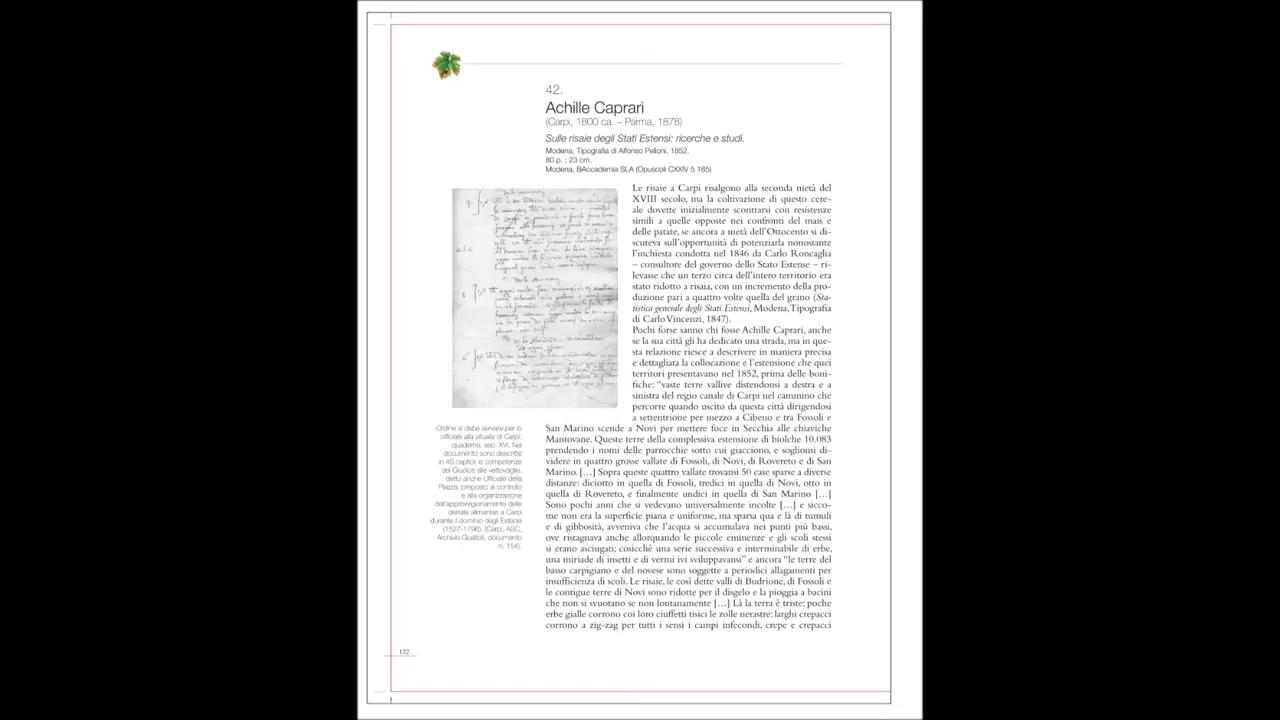 42.
Achille Caprari
(Carpi, 1800 ca. – Parma, 1878)
Sulle risaie degli Stati Estensi: ricerche e studi.
Modena, Tipografia di Alfonso Pelloni, 1852.
80 p. ; 23 cm.
Modena, BAccademia SLA (Opuscoli CXXIV 5 185)
Le risaie a Carpi risalgono alla seconda metà del
XVIII secolo, ma la coltivazione di questo cere-
ale dovette inizialmente scontrarsi con resistenze
simili a quelle opposte nei confronti del mais e
delle patate, se ancora a metà dell'Ottocento si di-
scuteva sull'opportunità di potenziarla nonostante
l'inchiesta condotta nel 1846 da Carlo Roncaglia
– consultore del governo dello Stato Estense – ri-
levasse che un terzo circa dell'intero territorio era
stato ridotto a risaia, con un incremento della pro-
duzione pari a quattro volte quella del grano (Sta-
tistica generale degli Stati Estensi, Modena, Tipografia
di Carlo Vincenzi, 1847).
Pochi forse sanno chi fosse Achille Caprari, anche
se la sua città gli ha dedicato una strada, ma in que-
sta relazione riesce a descrivere in maniera precisa
e dettagliata la collocazione e l'estensione che quei
territori presentavano nel 1852, prima delle boni-
fiche: "vaste terre vallive distendonsi a destra e a
sinistra del regio canale di Carpi nel cammino che
percorre quando uscito da questa città dirigendosi
a settentrione per mezzo a Cibeno e tra Fossoli e
San Marino scende a Novi per mettere foce in Secchia alle chiaviche
Mantovane. Queste terre della complessiva estensione di biolche 10.083
prendendo i nomi delle parrocchie sotto cui giacciono, e soglionsi di-
videre in quattro grosse vallate di Fossoli, di Novi, di Rovereto e di San
Marino. [...] Sopra queste quattro vallate trovansi 50 case sparse a diverse
distanze: diciotto in quella di Fossoli, tredici in quella di Novi, otto in
quella di Rovereto, e finalmente undici in quella di San Marino [...]
Sono pochi anni che si vedevano universalmente incolte [...] e sicco-
me non era la superficie piana e uniforme, ma sparsa qua e là di tumuli
e di gibbosità, avveniva che l'acqua si accumulava nei punti più bassi,
ove ristagnava anche allorquando le piccole eminenze e gli scoli stessi
si erano asciugati; cosicché una serie successiva e interminabile di erbe,
una miriade di insetti e di vermi ivi sviluppavansi" e ancora "le terre del
basso carpigiano e del novese sono soggette a periodici allagamenti per
insufficienza di scoli. Le risaie, le così dette valli di Budrione, di Fossoli e
le contigue terre di Novi sono ridotte per il disgelo e la pioggia a bacini
che non si svuotano se non lontanamente [...] Là la terra è triste: poche
erbe gialle corrono coi loro ciuffetti tisici le zolle nerastre: larghi crepacci
corrono a zig-zag per tutti i sensi i campi infecondi, crepe e crepacci
Ordine si debe servare per lo
officiale alla vitualia di Carpi,
quaderno, sec. XVI. Nel
documento sono descritte
in 40 capitoli le competenze
del Giudice alle vettovaglie,
detto anche Ufficiale della
Piazza, preposto al controllo
e alla organizzazione
dell'approvvigionamento delle
derrate alimentari a Carpi
durante il dominio degli Estensi
(1527-1796). (Carpi, ASC,
Archivio Guaitoli, documento
n. 154).
122